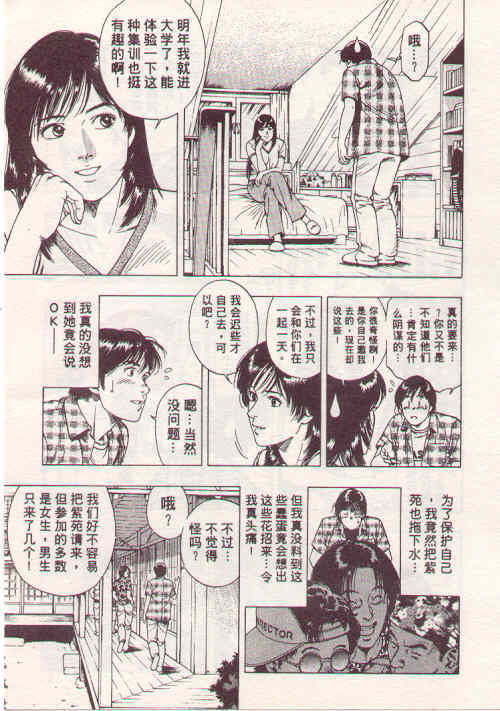 哦…？
明年我就进
大学了，能
体验一下这
种集训也挺
有趣的啊！
真的要来…
？你又不是
不知道他们
…肯定有什
么阴谋的…
你很奇怪咧！
是你自己邀我
去的，现在却
说这些！
不过，我只
会和你们在
一起一天。
我会迟些才
自己去，可
以吧？
嗯…当然
没问题…
我真的没想
到她竟会说
OK——
为了保护自己
，我竟然把紫
苑也拖下水…
但我真没料到这
些蠢蛋竟会想出
这些花招来…令
我真头痛！
RECTOR
不过…
不觉得
怪吗？
哦？
我们好不容易
把紫苑请来，
但参加的多数
是女生，男生
只来了几个！